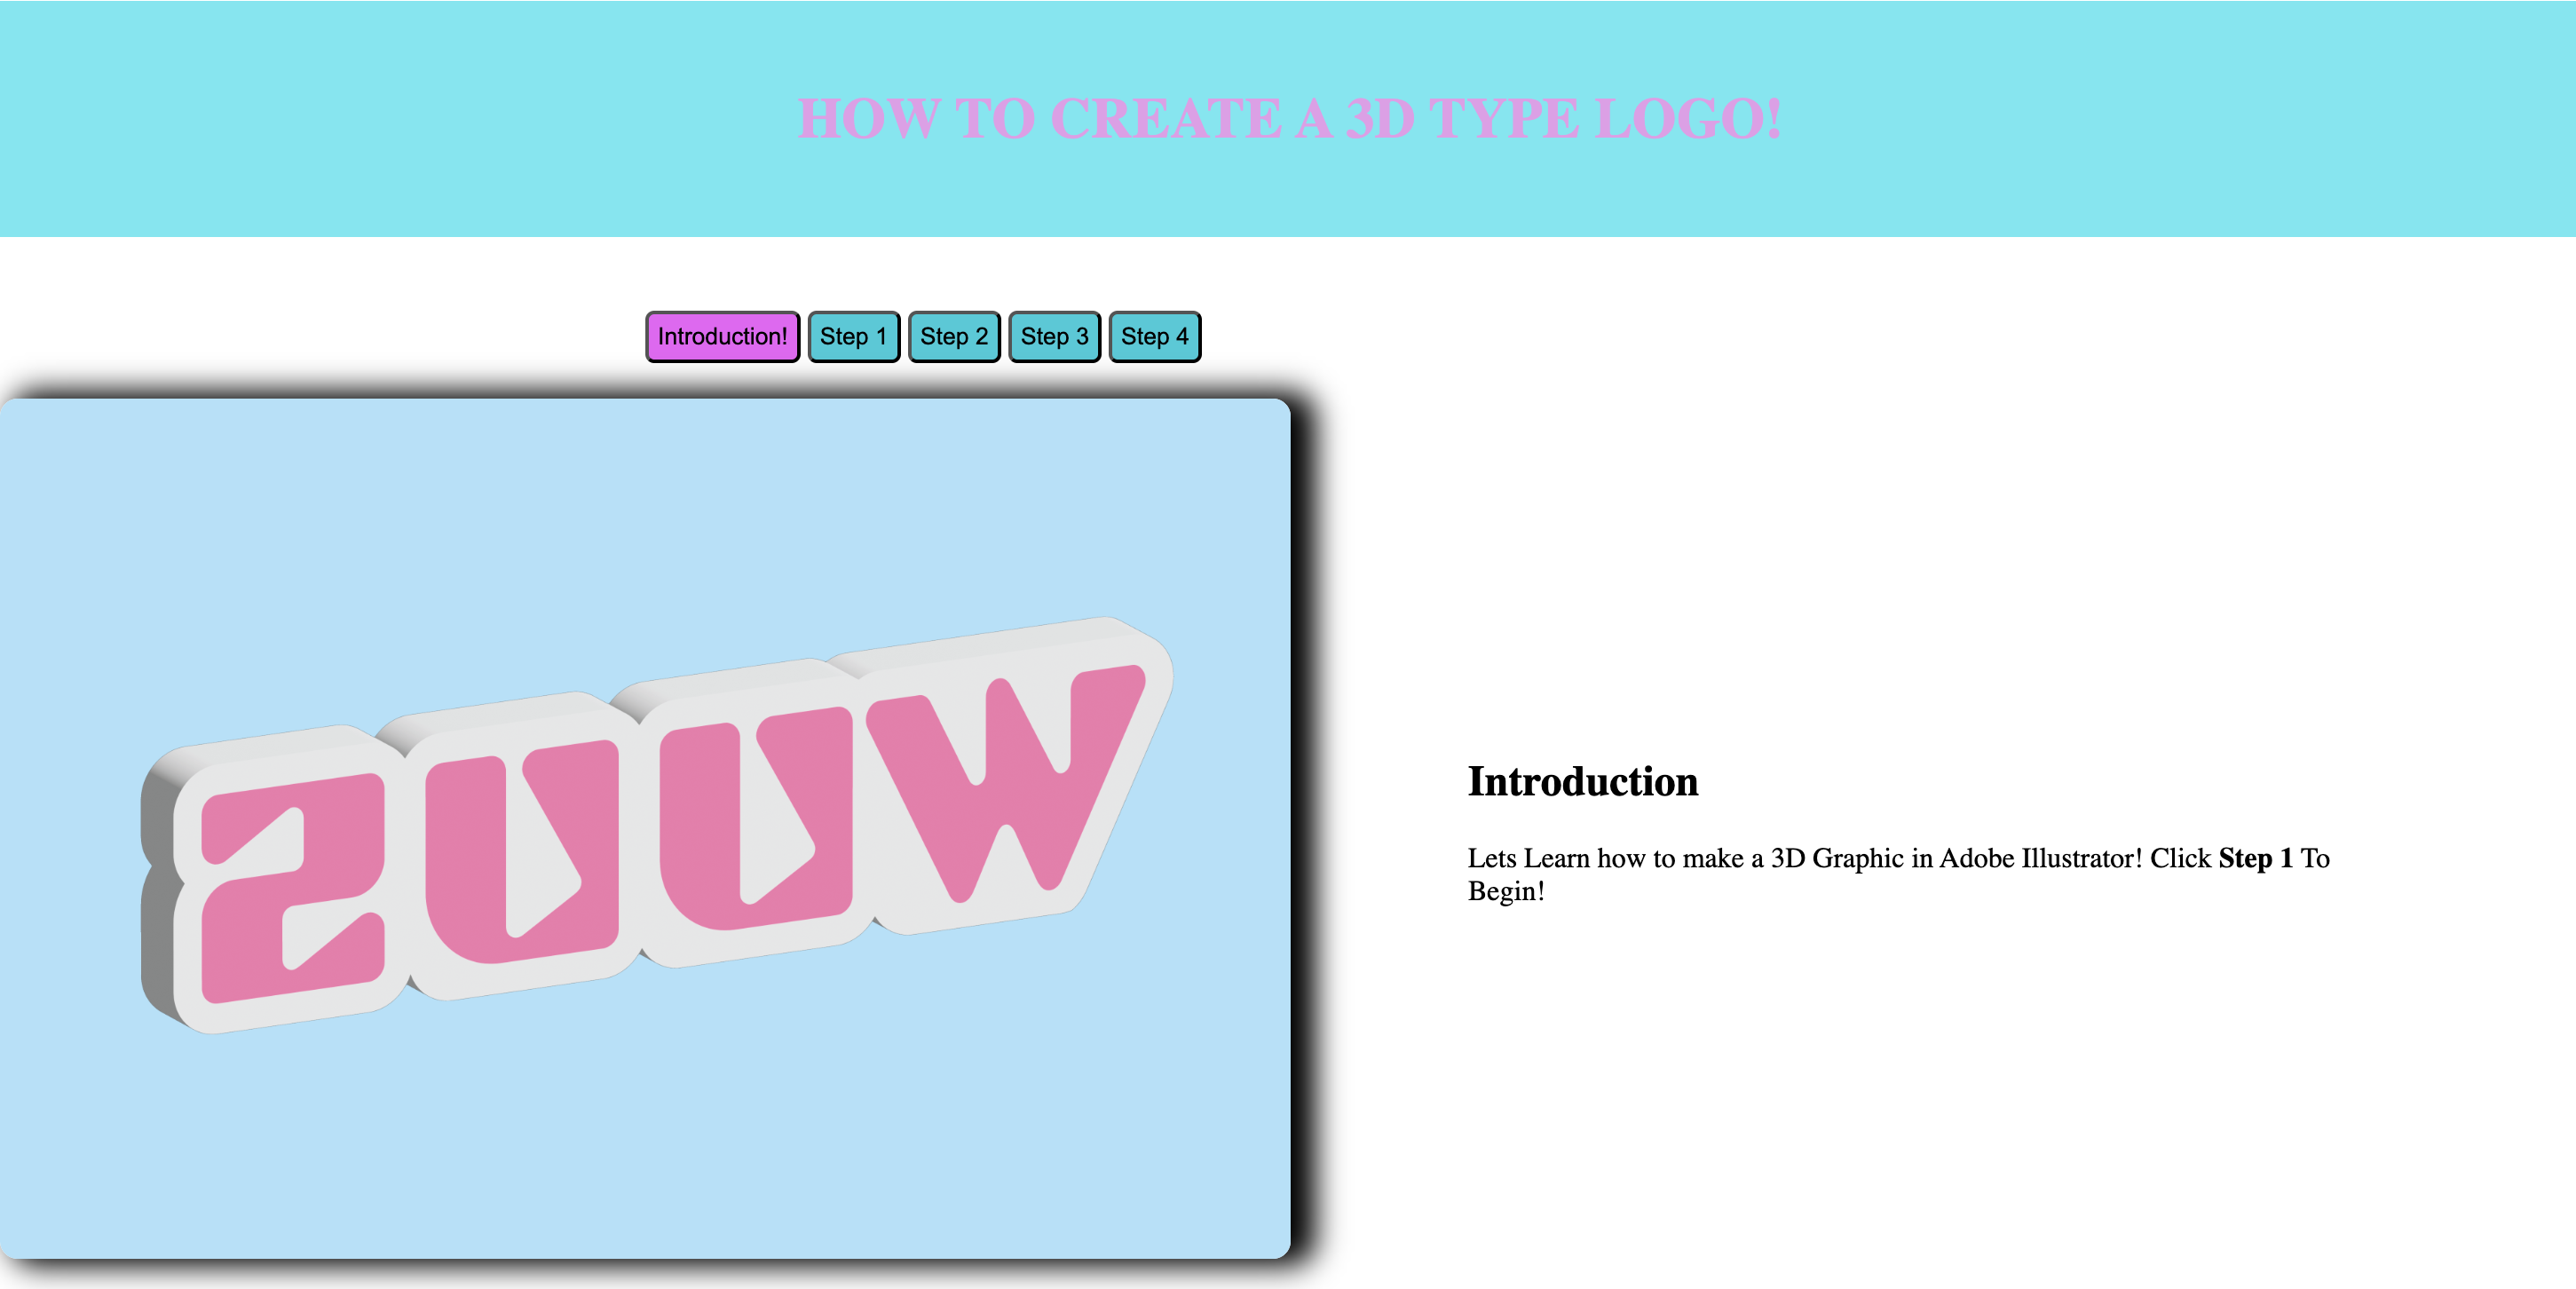 HOW TO CREATE A 3D TYPE LOGO!
Introduction! Step 1 Step 2 Step 3 Step 4
ZUUW
Introduction
Lets Learn how to make a 3D Graphic in Adobe Illustrator! Click Step 1 To
Begin!